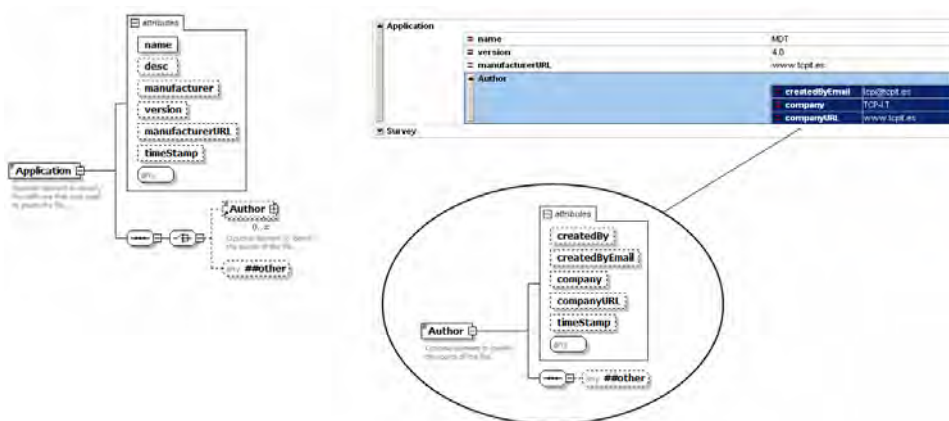 attributes
name
desc
manufacturer
version
manufacturerURL
timeStamp
any
Application
Author
0..∞
any ##other
Application
= name MDT
= version 4.0
= manufacturerURL www.tcpit.es
Author
createdByEmail tcp@tcpit.es
company TCP-I.T.
companyURL www.tcpit.es
Survey
attributes
createdBy
createdByEmail
company
companyURL
timeStamp
any
Author
any ##other